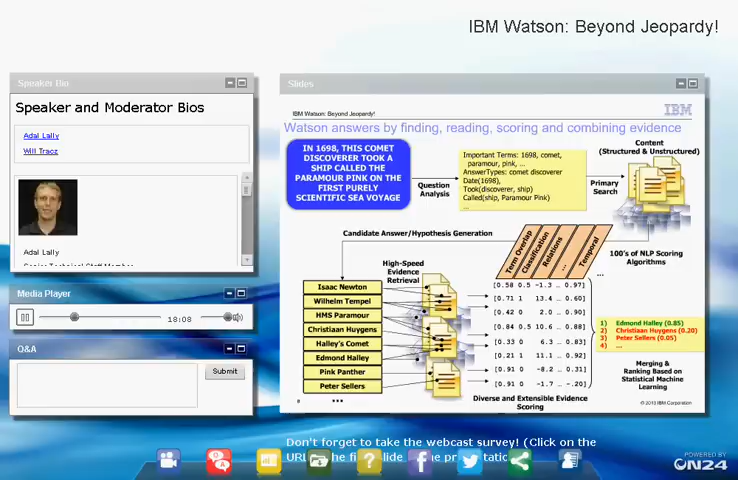 IBM Watson: Beyond Jeopardy!
Speaker Bio
Speaker and Moderator Bios
Adal Lally
Will Tracz
Adal Lally
Media Player
18:08
Q&A
Submit
Slides
IBM Watson: Beyond Jeopardy!
IBM
Watson answers by finding, reading, scoring and combining evidence
IN 1698, THIS COMET
DISCOVERER TOOK A
SHIP CALLED THE
PARAMOUR PINK ON THE
FIRST PURELY
SCIENTIFIC SEA VOYAGE
Question
Analysis
Important Terms: 1698, comet,
paramour, pink, ...
AnswerTypes: comet discoverer
Date(1698),
Took(discoverer, ship)
Called(ship, Paramour Pink)
...
Primary
Search
Content
(Structured & Unstructured)
Candidate Answer/Hypothesis Generation
High-Speed
Evidence
Retrieval
Term Overlap
Classification
Relations
...
Temporal
...
100's of NLP Scoring
Algorithms
Isaac Newton
Wilhelm Tempel
HMS Paramour
Christiaan Huygens
Halley's Comet
Edmond Halley
Pink Panther
Peter Sellers
...
[0.58 0.5 -1.3 ... 0.97]
[0.71 1 13.4 ... 0.60]
[0.42 0 2.0 ... 0.90]
[0.84 0.5 10.6 ... 0.88]
[0.33 0 6.3 ... 0.83]
[0.21 1 11.1 ... 0.92]
[0.91 0 -8.2 ... 0.31]
[0.91 0 -1.7 ... -.20]
1) Edmond Halley (0.85)
2) Christiaan Huygens (0.20)
3) Peter Sellers (0.05)
4) ...
Merging &
Ranking Based on
Statistical Machine
Learning
Diverse and Extensible Evidence
Scoring
© 2010 IBM Corporation
Don't forget to take the webcast survey! (Click on the
POWERED BY
ON24